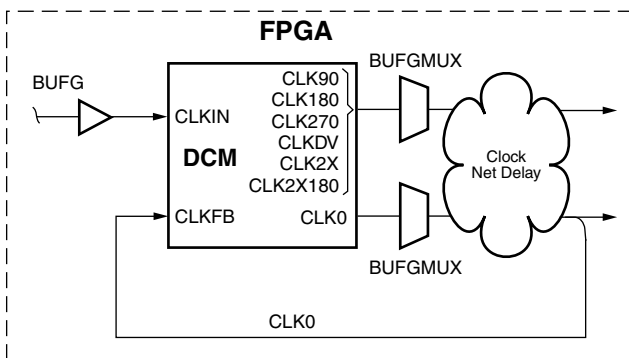 FPGA
BUFG
BUFGMUX
CLK90
CLK180
CLKIN
CLK270
CLKDV
DCM
CLK2X
CLK2X180
Clock
Net Delay
CLKFB
CLK0
BUFGMUX
CLK0